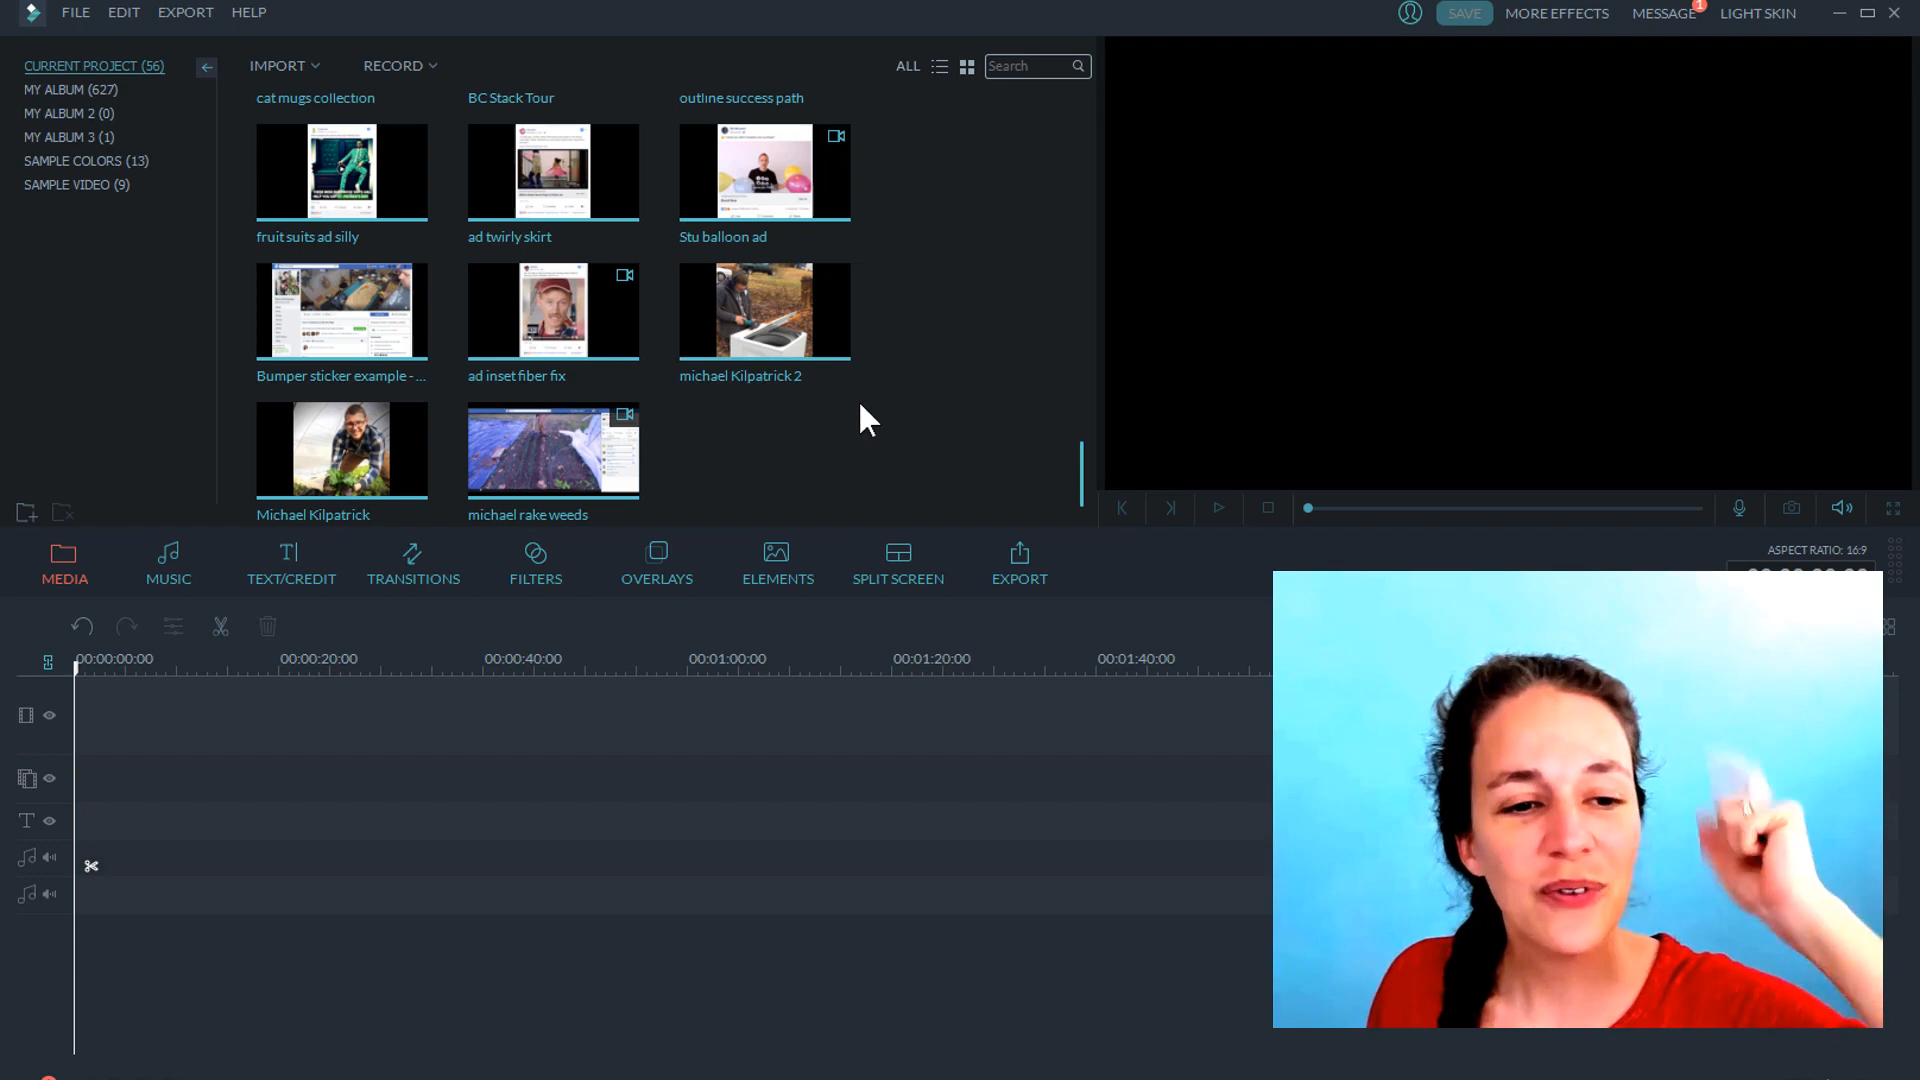 FILE EDIT EXPORT HELP
SAVE MORE EFFECTS MESSAGE 1 LIGHT SKIN
CURRENT PROJECT (56)
MY ALBUM (627)
MY ALBUM 2 (0)
MY ALBUM 3 (1)
SAMPLE COLORS (13)
SAMPLE VIDEO (9)
IMPORT RECORD ALL Search
cat mugs collection BC Stack Tour outline success path
fruit suits ad silly ad twirly skirt Stu balloon ad
Bumper sticker example - ... ad inset fiber fix michael Kilpatrick 2
Michael Kilpatrick michael rake weeds
MEDIA MUSIC TEXT/CREDIT TRANSITIONS FILTERS OVERLAYS ELEMENTS SPLIT SCREEN EXPORT
ASPECT RATIO: 16:9
00:00:00:00 00:00:20:00 00:00:40:00 00:01:00:00 00:01:20:00 00:01:40:00